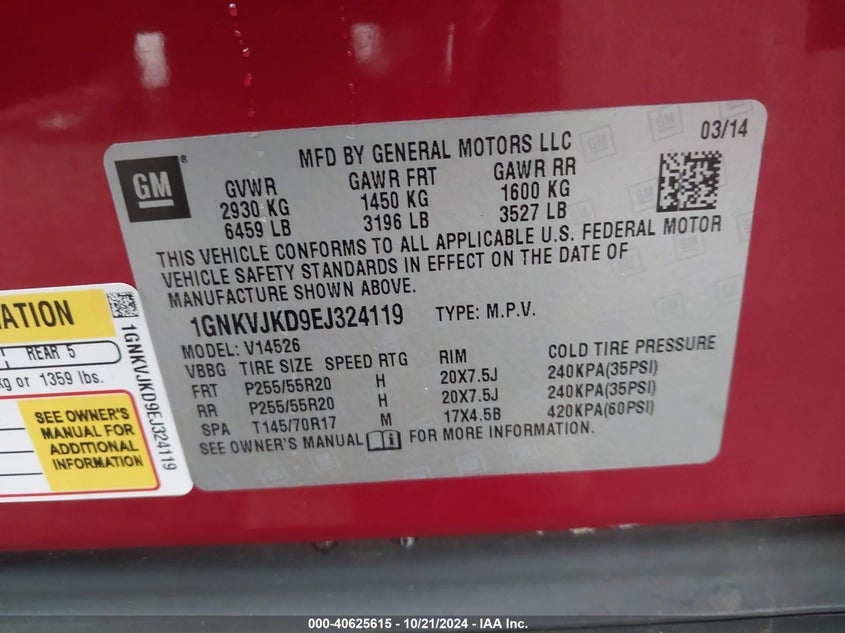 MFD BY GENERAL MOTORS LLC
03/14
GM
®
GVWR GAWR FRT GAWR RR
2930 KG 1450 KG 1600 KG
6459 LB 3196 LB 3527 LB
THIS VEHICLE CONFORMS TO ALL APPLICABLE U.S. FEDERAL MOTOR
VEHICLE SAFETY STANDARDS IN EFFECT ON THE DATE OF
MANUFACTURE SHOWN ABOVE.
1GNKVJKD9EJ324119 TYPE: M.P.V.
MODEL: V14526
VBBG TIRE SIZE SPEED RTG RIM COLD TIRE PRESSURE
FRT P255/55R20 H 20X7.5J 240KPA(35PSI)
RR P255/55R20 H 20X7.5J 240KPA(35PSI)
SPA T145/70R17 M 17X4.5B 420KPA(60PSI)
SEE OWNER'S MANUAL FOR MORE INFORMATION.
REAR 5
kg or 1359 lbs.
SEE OWNER'S
MANUAL FOR
ADDITIONAL
INFORMATION
1GNKVJKD9EJ324119
000-40625615 - 10/21/2024 - IAA Inc.